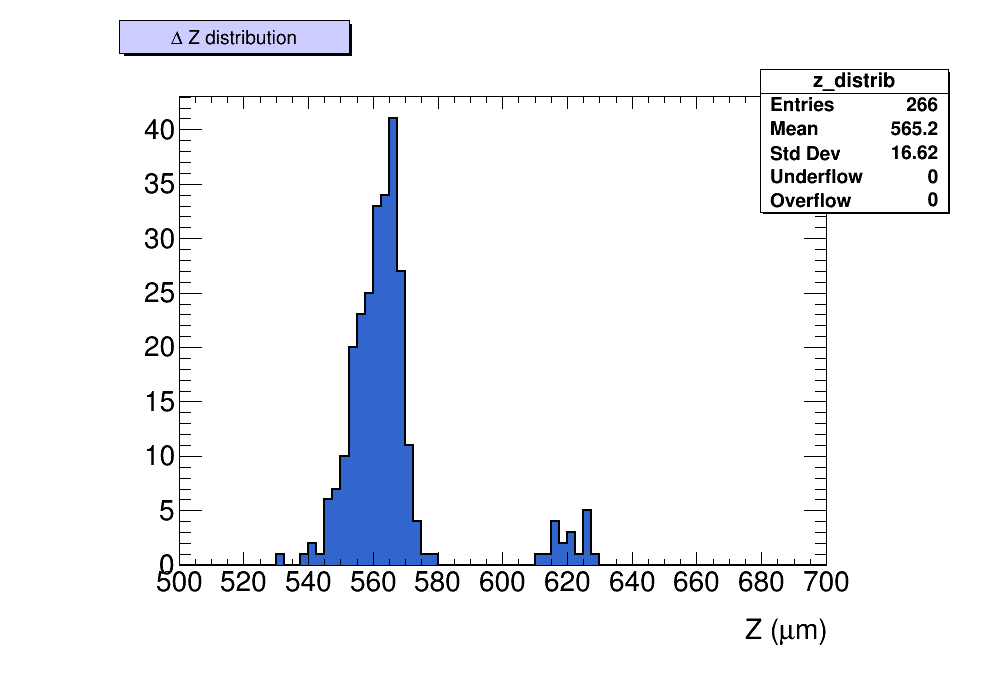 Δ Z distribution
z_distrib
Entries 266
Mean 565.2
Std Dev 16.62
Underflow 0
Overflow 0
40
35
30
25
20
15
10
5
0
500 520 540 560 580 600 620 640 660 680 700
Z (μm)